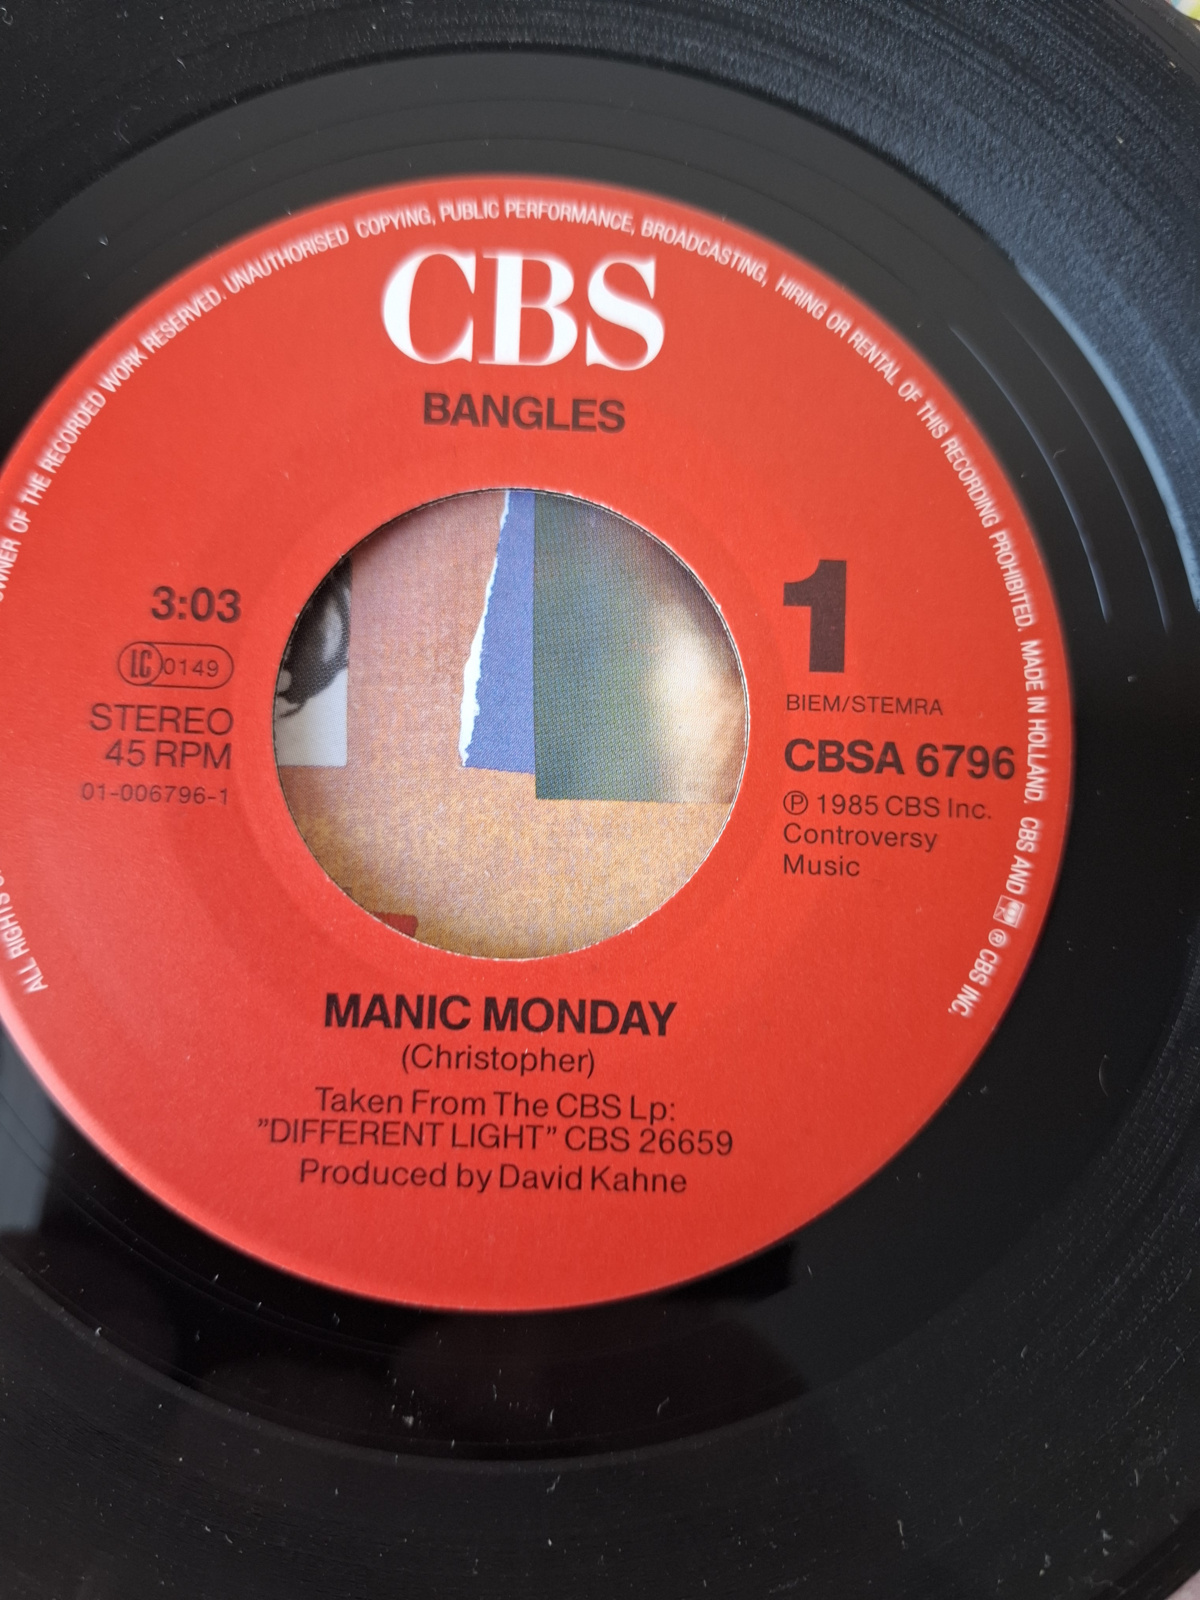 ALL RIGHTS OWNER OF THE RECORDED WORK RESERVED. UNAUTHORISED COPYING, PUBLIC PERFORMANCE, BROADCASTING, HIRING OR RENTAL OF THIS RECORDING PROHIBITED. MADE IN HOLLAND. CBS AND ® CBS INC.
CBS
BANGLES
3:03
LC 0149
STEREO
45 RPM
01-006796-1
1
BIEM/STEMRA
CBSA 6796
℗ 1985 CBS Inc.
Controversy
Music
MANIC MONDAY
(Christopher)
Taken From The CBS Lp:
"DIFFERENT LIGHT" CBS 26659
Produced by David Kahne